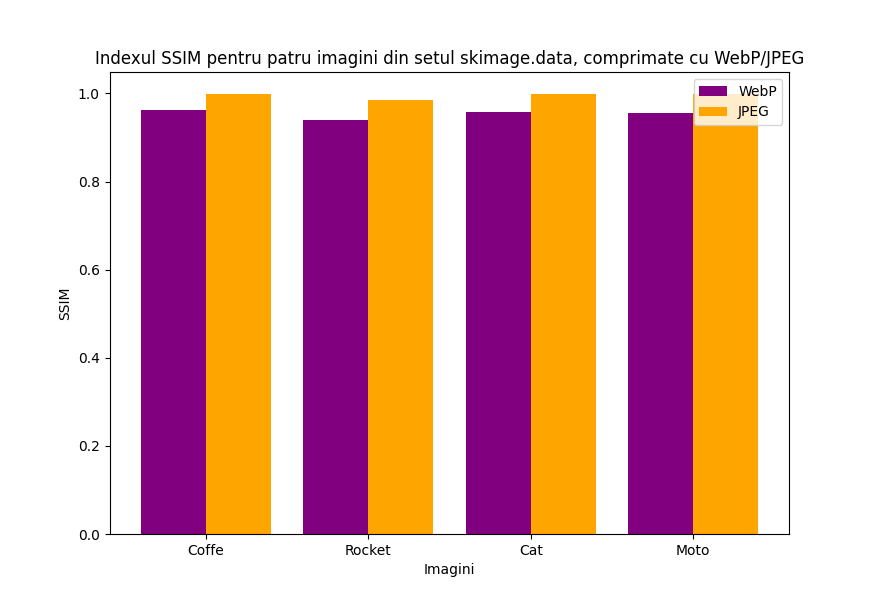 Indexul SSIM pentru patru imagini din setul skimage.data, comprimate cu WebP/JPEG
WebP
JPEG
1.0
0.8
0.6
0.4
0.2
0.0
SSIM
Coffe Rocket Cat Moto
Imagini